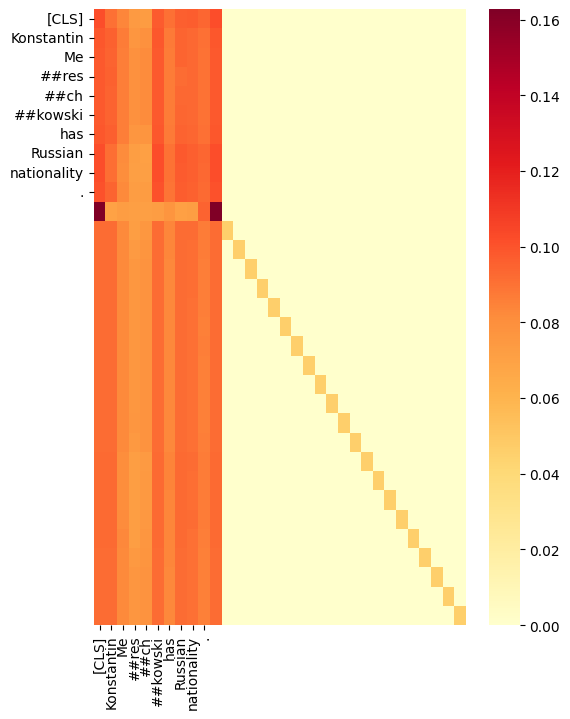 [CLS]
Konstantin
Me
##res
##ch
##kowski
has
Russian
nationality
.
[CLS]
Konstantin
Me
##res
##ch
##kowski
has
Russian
nationality
.
0.16
0.14
0.12
0.10
0.08
0.06
0.04
0.02
0.00